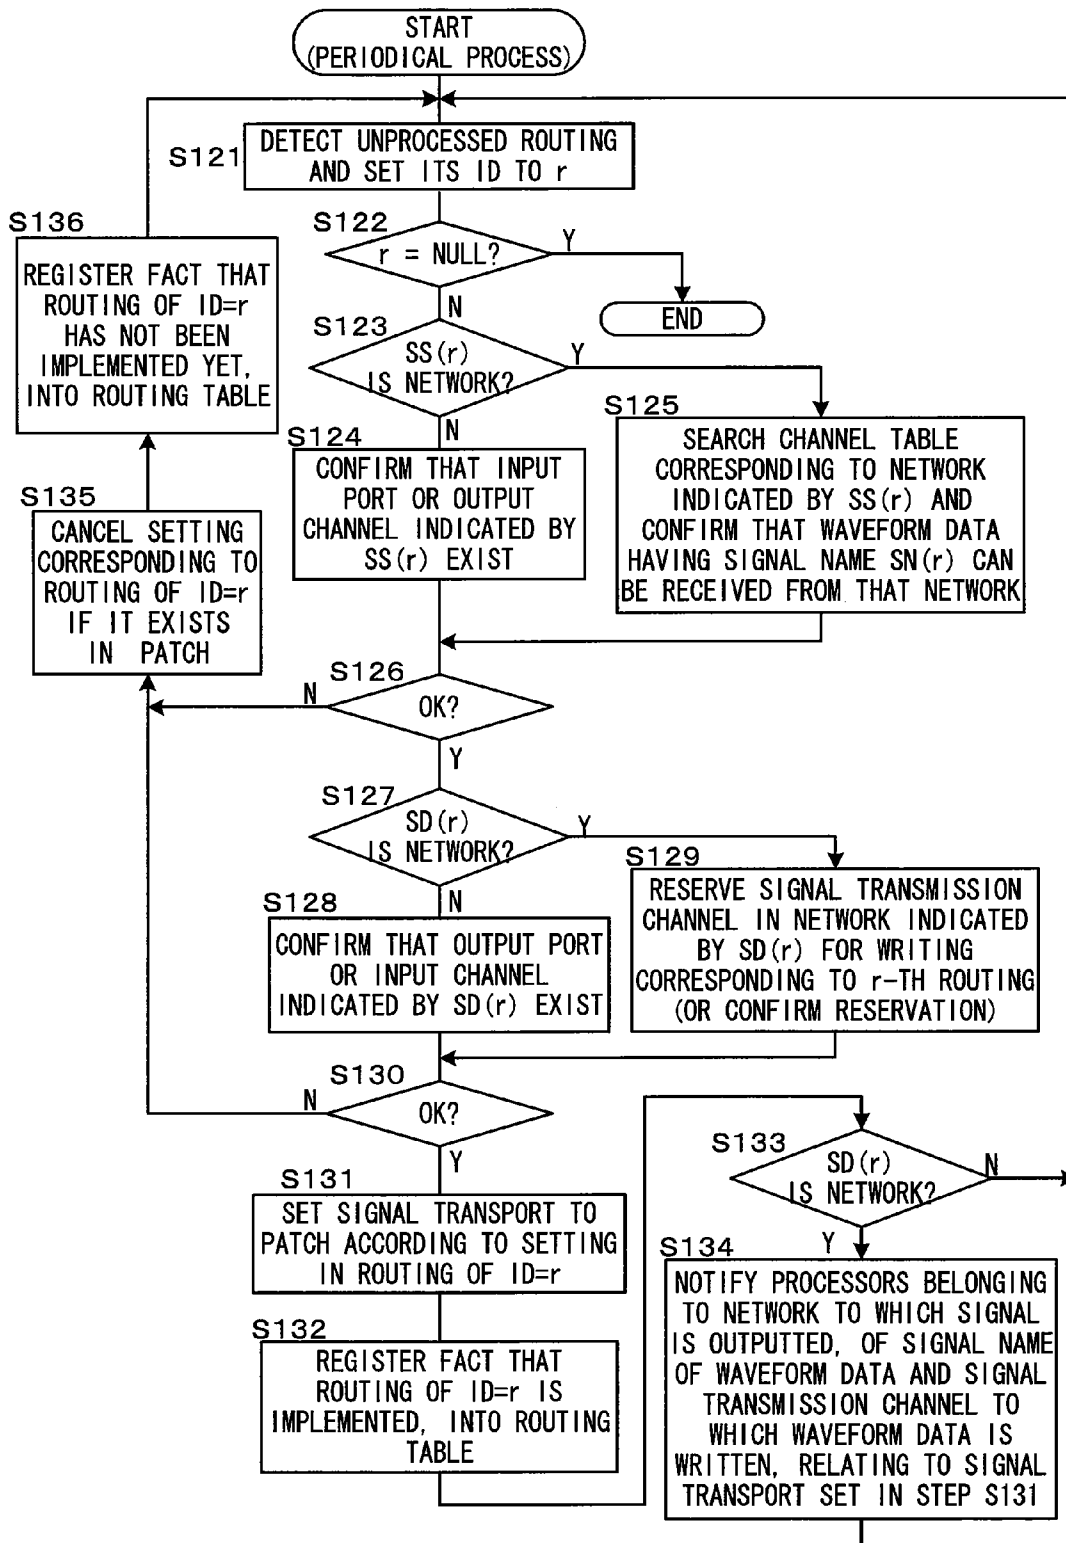 START
(PERIODICAL PROCESS)
S121
DETECT UNPROCESSED ROUTING
AND SET ITS ID TO r
S122
r = NULL?
Y
N
END
S136
REGISTER FACT THAT
ROUTING OF ID=r
HAS NOT BEEN
IMPLEMENTED YET,
INTO ROUTING TABLE
S123
SS(r)
IS NETWORK?
Y
N
S124
CONFIRM THAT INPUT
PORT OR OUTPUT
CHANNEL INDICATED BY
SS(r) EXIST
S125
SEARCH CHANNEL TABLE
CORRESPONDING TO NETWORK
INDICATED BY SS(r) AND
CONFIRM THAT WAVEFORM DATA
HAVING SIGNAL NAME SN(r) CAN
BE RECEIVED FROM THAT NETWORK
S135
CANCEL SETTING
CORRESPONDING TO
ROUTING OF ID=r
IF IT EXISTS
IN PATCH
S126
OK?
N
Y
S127
SD(r)
IS NETWORK?
Y
N
S128
CONFIRM THAT OUTPUT PORT
OR INPUT CHANNEL
INDICATED BY SD(r) EXIST
S129
RESERVE SIGNAL TRANSMISSION
CHANNEL IN NETWORK INDICATED
BY SD(r) FOR WRITING
CORRESPONDING TO r-TH ROUTING
(OR CONFIRM RESERVATION)
S130
OK?
N
Y
S131
SET SIGNAL TRANSPORT TO
PATCH ACCORDING TO SETTING
IN ROUTING OF ID=r
S132
REGISTER FACT THAT
ROUTING OF ID=r IS
IMPLEMENTED, INTO ROUTING
TABLE
S133
SD(r)
IS NETWORK?
N
Y
S134
NOTIFY PROCESSORS BELONGING
TO NETWORK TO WHICH SIGNAL
IS OUTPUTTED, OF SIGNAL NAME
OF WAVEFORM DATA AND SIGNAL
TRANSMISSION CHANNEL TO
WHICH WAVEFORM DATA IS
WRITTEN, RELATING TO SIGNAL
TRANSPORT SET IN STEP S131